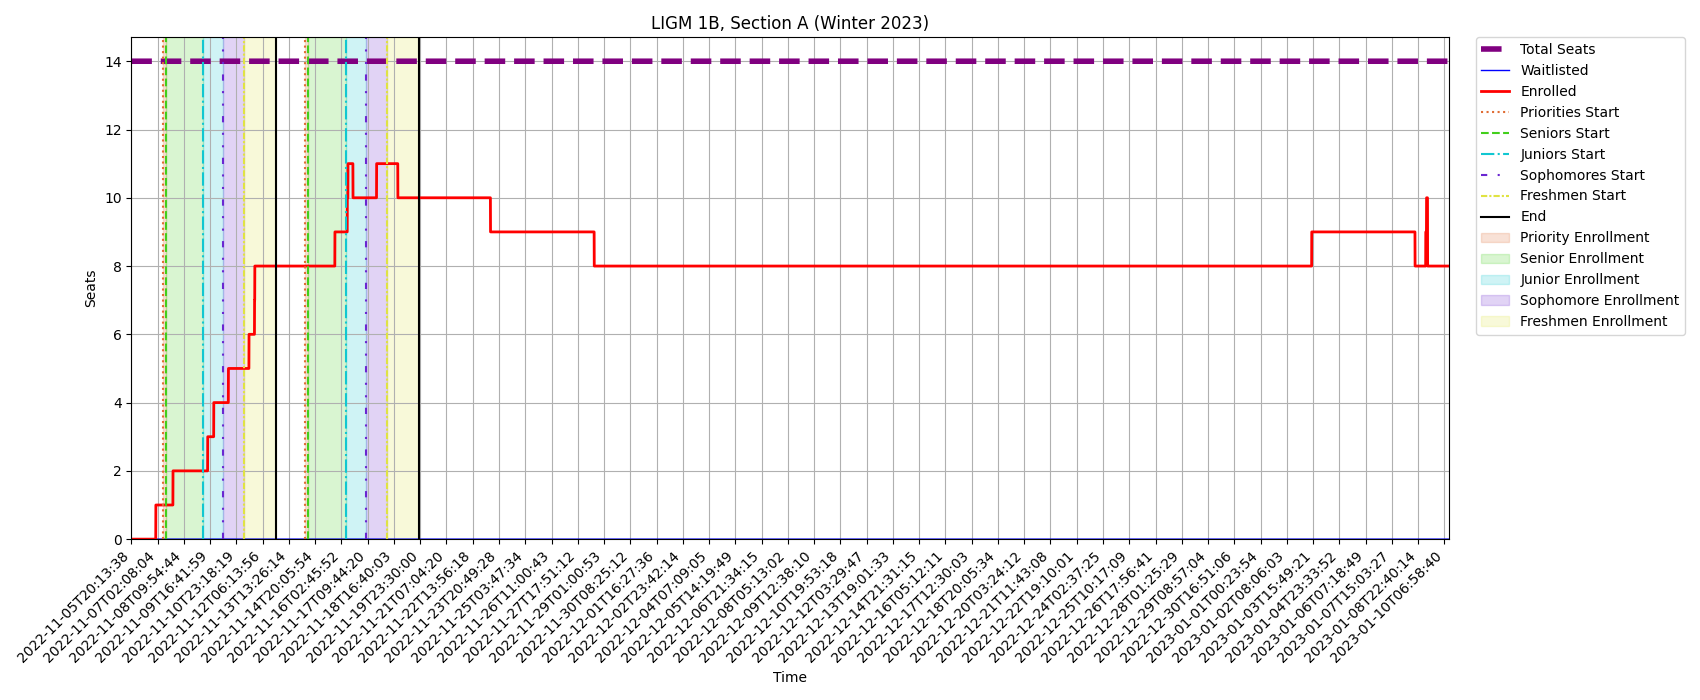 LIGM 1B, Section A (Winter 2023)
Seats
14
12
10
8
6
4
2
0
2022-11-05T20:13:38
2022-11-07T02:08:04
2022-11-08T09:54:44
2022-11-09T16:41:59
2022-11-10T23:18:19
2022-11-12T06:13:56
2022-11-13T13:26:14
2022-11-14T20:05:54
2022-11-16T02:45:52
2022-11-17T09:44:20
2022-11-18T16:40:03
2022-11-19T23:30:00
2022-11-21T07:04:20
2022-11-22T13:56:18
2022-11-23T20:49:28
2022-11-25T03:47:34
2022-11-26T11:00:43
2022-11-27T17:51:12
2022-11-29T01:00:53
2022-11-30T08:25:12
2022-12-01T16:27:36
2022-12-02T23:42:14
2022-12-04T07:09:05
2022-12-05T14:19:49
2022-12-06T21:34:15
2022-12-08T05:13:02
2022-12-09T12:38:10
2022-12-10T19:53:18
2022-12-12T03:29:47
2022-12-13T19:01:33
2022-12-14T21:31:15
2022-12-16T05:12:11
2022-12-17T12:30:03
2022-12-18T20:05:34
2022-12-20T03:24:12
2022-12-21T11:43:08
2022-12-22T19:10:01
2022-12-24T02:37:25
2022-12-25T10:17:09
2022-12-26T17:56:41
2022-12-28T01:25:29
2022-12-29T08:57:04
2022-12-30T16:51:06
2023-01-01T00:23:54
2023-01-02T08:06:03
2023-01-03T15:49:21
2023-01-04T23:33:52
2023-01-06T07:18:49
2023-01-07T15:03:27
2023-01-08T22:40:14
2023-01-10T06:58:40
Time
Total Seats
Waitlisted
Enrolled
Priorities Start
Seniors Start
Juniors Start
Sophomores Start
Freshmen Start
End
Priority Enrollment
Senior Enrollment
Junior Enrollment
Sophomore Enrollment
Freshmen Enrollment